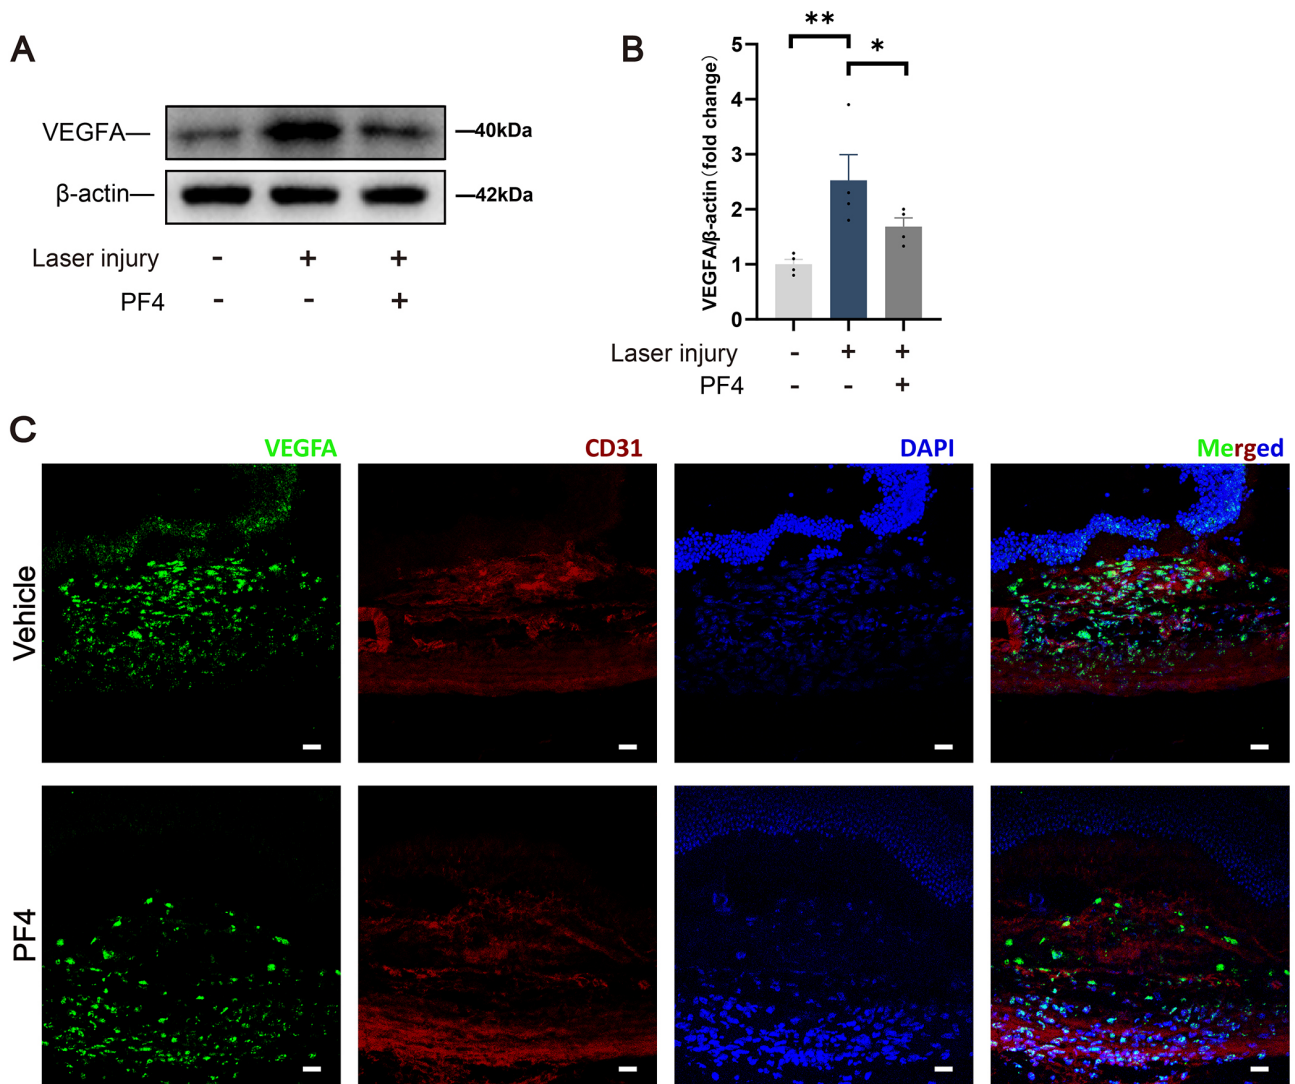 A
VEGFA
40kDa
β-actin
42kDa
Laser injury - + +
PF4 - - +
B
VEGFA/β-actin (fold change)
5
4
3
2
1
0
**
*
Laser injury - + +
PF4 - - +
C
VEGFA CD31 DAPI Merged
Vehicle
PF4